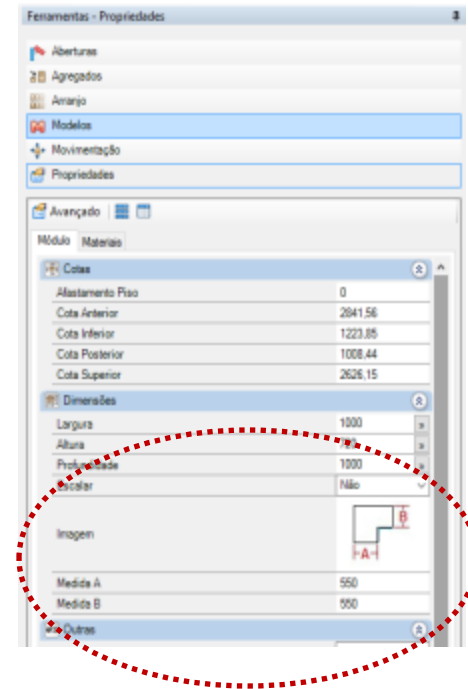 Ferramentas - Propriedades
Aberturas
Agregados
Arranjo
Modelos
Movimentação
Propriedades
Avançado
Módulo Materiais
Cotas
Afastamento Piso 0
Cota Anterior 2841,56
Cota Inferior 1223,85
Cota Posterior 1008,44
Cota Superior 2626,15
Dimensões
Largura 1000
Altura
Profundidade 1000
Escalar Não
Imagem B
A
Medida A 550
Medida B 550
Outras